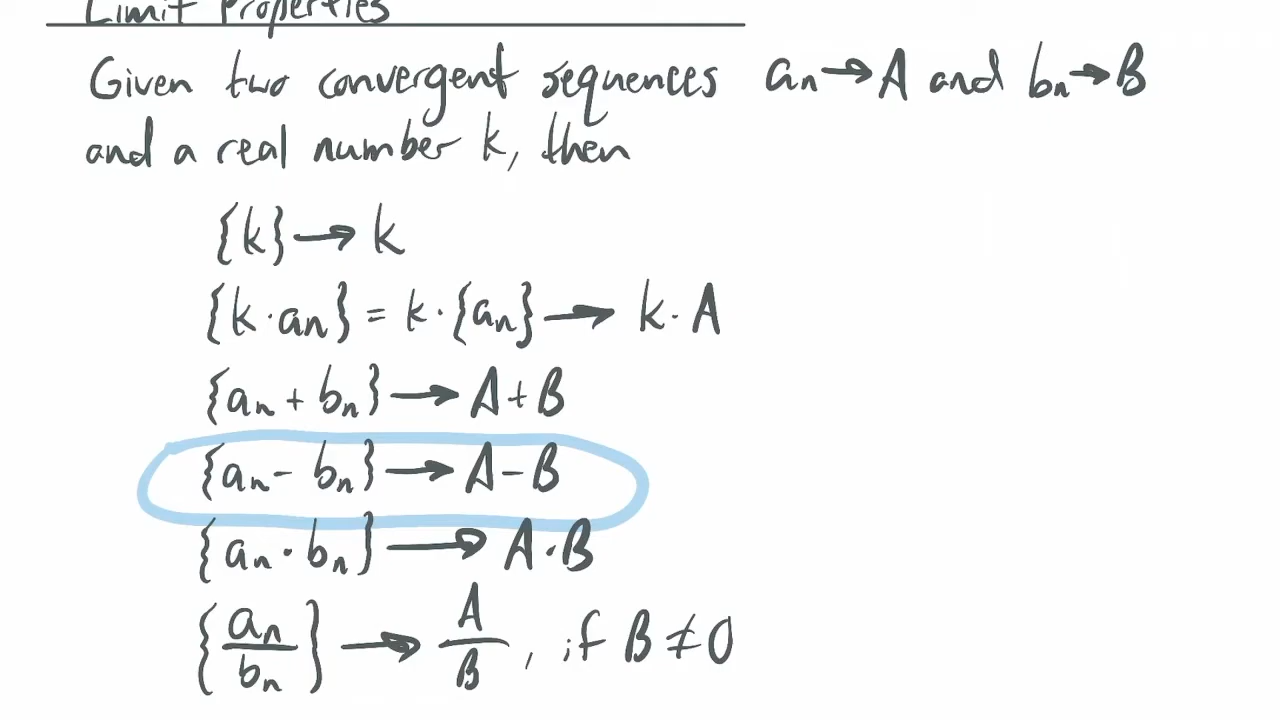 Limit Properties
Given two convergent sequences an→A and bn→B
and a real number k, then
{k}→k
{k·an} = k·{an}→k·A
{an + bn}→A+B
{an - bn}→A-B
{an · bn}→A·B
{an/bn}→A/B, if B≠0